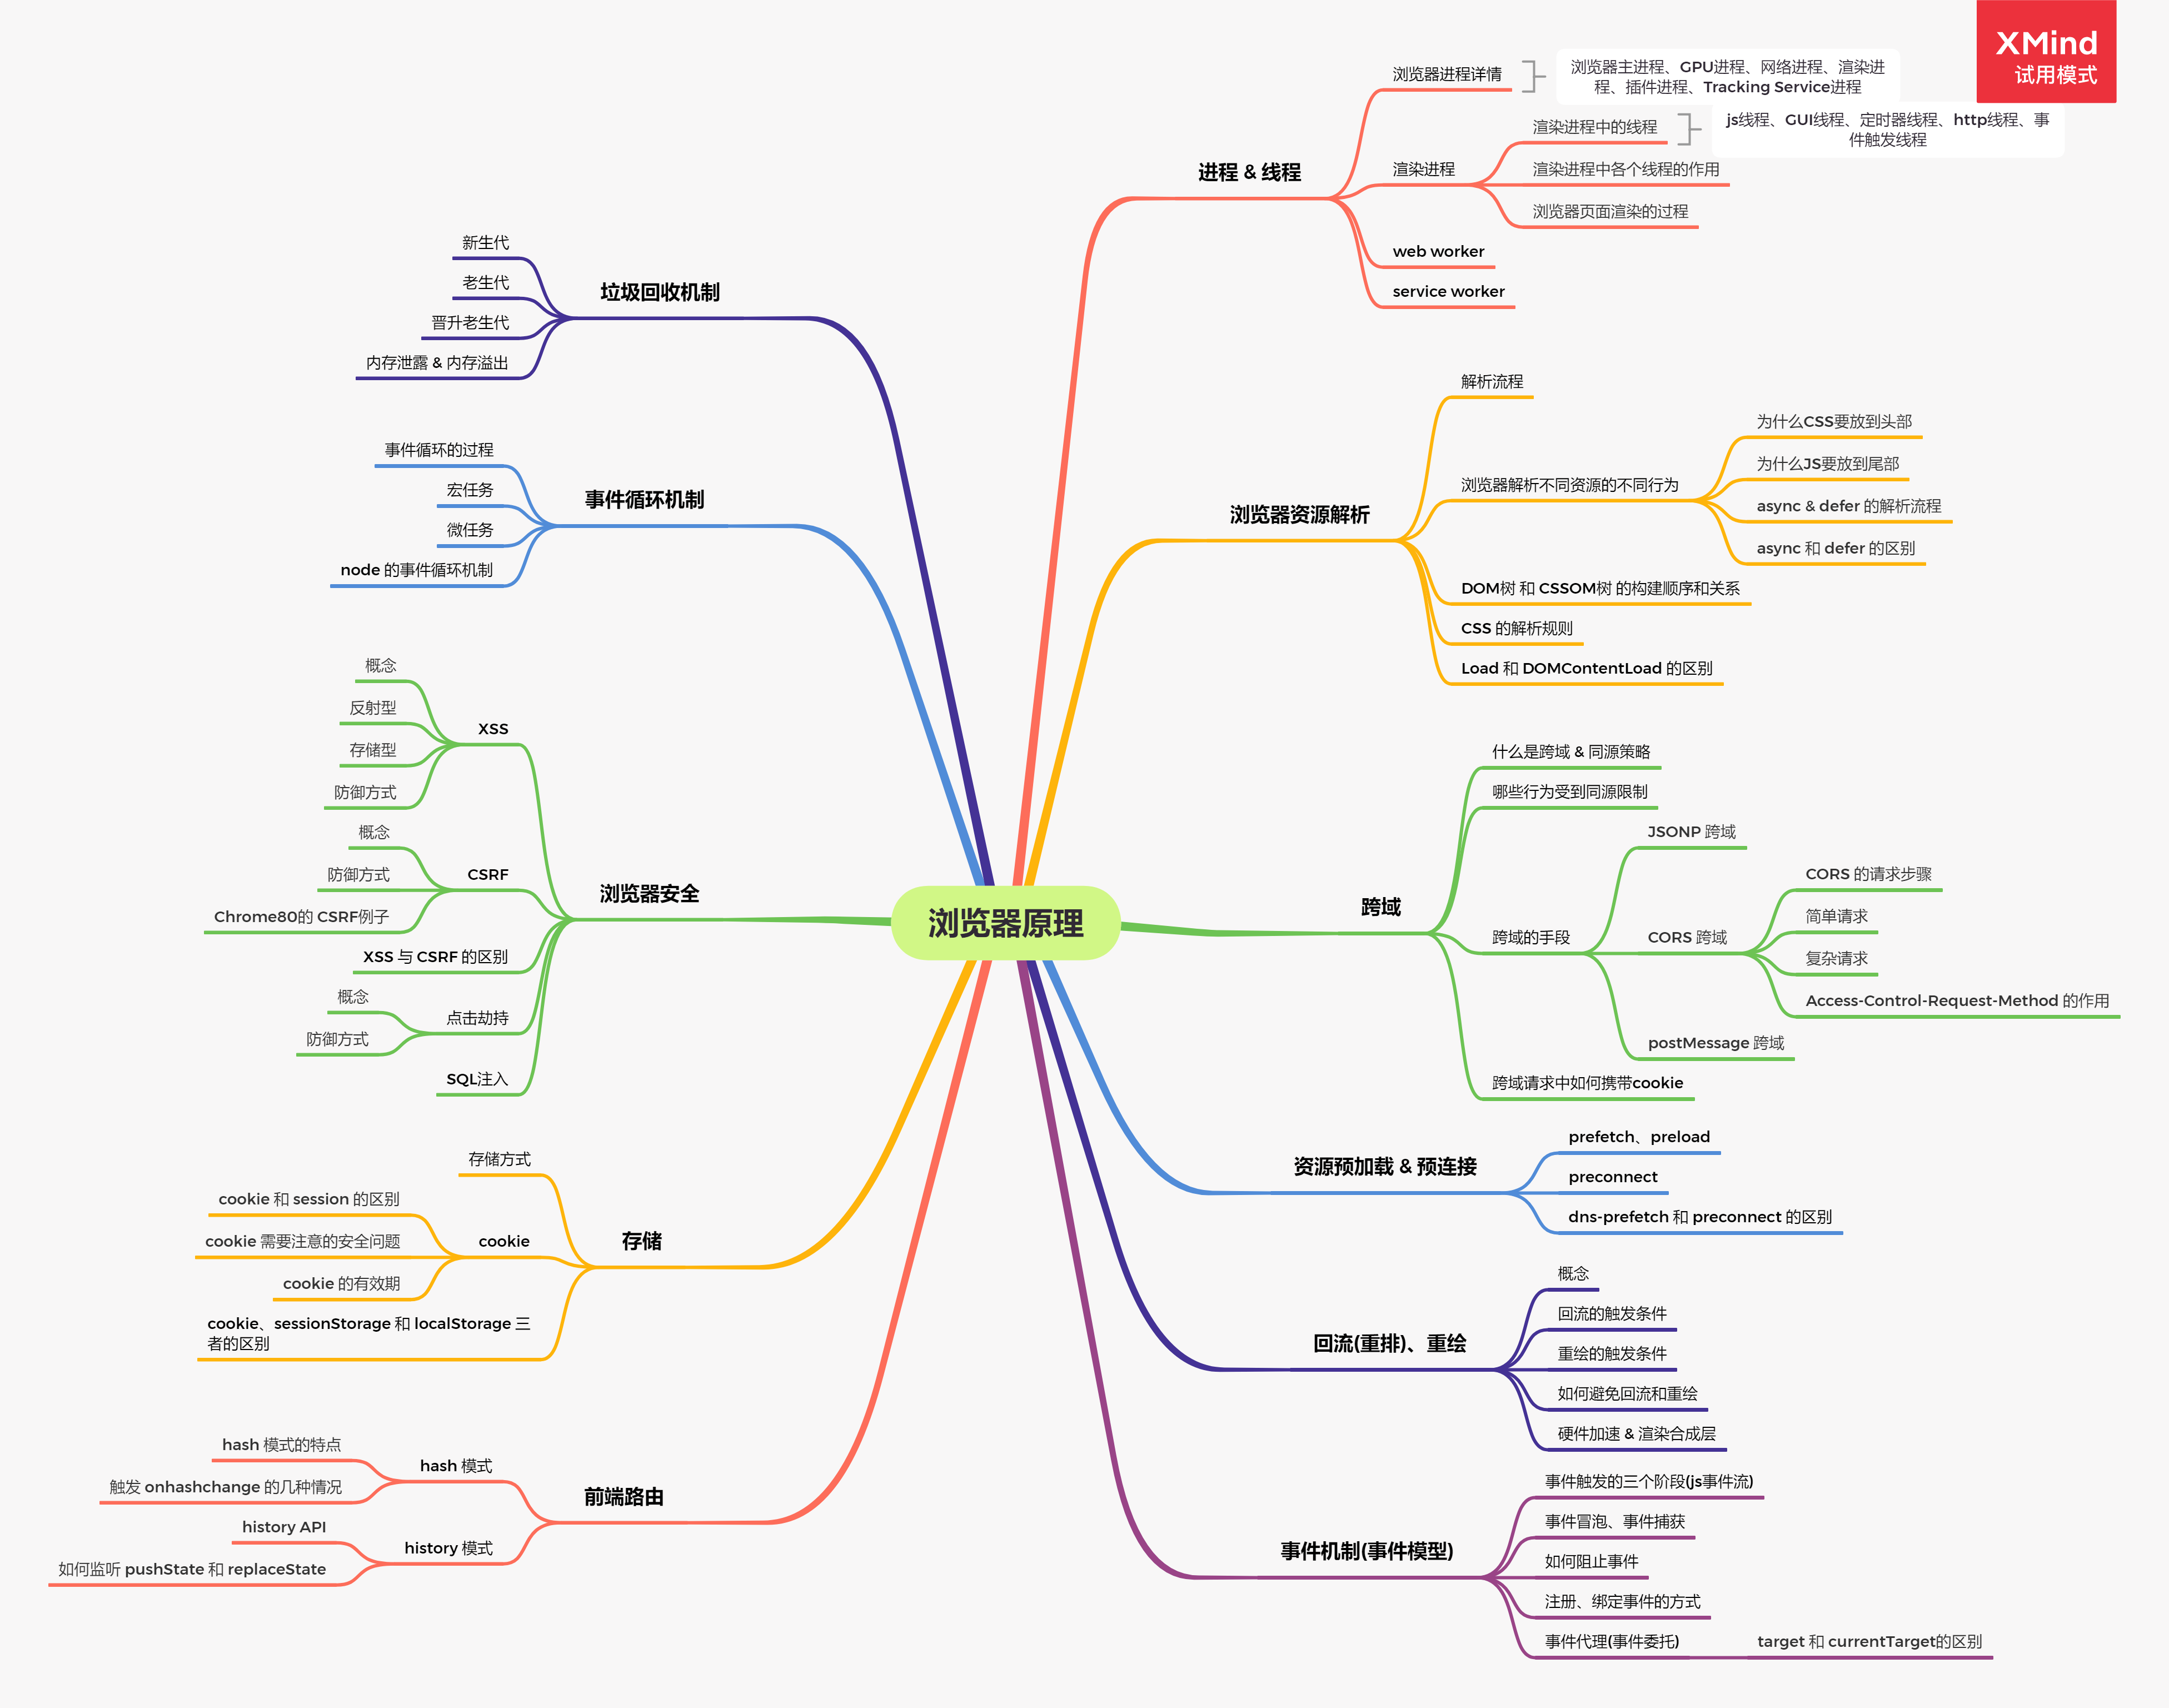 XMind
试用模式
浏览器原理
进程 & 线程
浏览器进程详情
浏览器主进程、GPU进程、网络进程、渲染进
程、插件进程、Tracking Service进程
渲染进程
渲染进程中的线程
js线程、GUI线程、定时器线程、http线程、事
件触发线程
渲染进程中各个线程的作用
浏览器页面渲染的过程
web worker
service worker
浏览器资源解析
解析流程
浏览器解析不同资源的不同行为
为什么CSS要放到头部
为什么JS要放到尾部
async & defer 的解析流程
async 和 defer 的区别
DOM树 和 CSSOM树 的构建顺序和关系
CSS 的解析规则
Load 和 DOMContentLoad 的区别
跨域
什么是跨域 & 同源策略
哪些行为受到同源限制
跨域的手段
JSONP 跨域
CORS 跨域
CORS 的请求步骤
简单请求
复杂请求
Access-Control-Request-Method 的作用
postMessage 跨域
跨域请求中如何携带cookie
资源预加载 & 预连接
prefetch、preload
preconnect
dns-prefetch 和 preconnect 的区别
回流(重排)、重绘
概念
回流的触发条件
重绘的触发条件
如何避免回流和重绘
硬件加速 & 渲染合成层
事件机制(事件模型)
事件触发的三个阶段(js事件流)
事件冒泡、事件捕获
如何阻止事件
注册、绑定事件的方式
事件代理(事件委托)
target 和 currentTarget的区别
垃圾回收机制
新生代
老生代
晋升老生代
内存泄露 & 内存溢出
事件循环机制
事件循环的过程
宏任务
微任务
node 的事件循环机制
浏览器安全
XSS
概念
反射型
存储型
防御方式
CSRF
概念
防御方式
Chrome80的 CSRF例子
XSS 与 CSRF 的区别
点击劫持
概念
防御方式
SQL注入
存储
存储方式
cookie
cookie 和 session 的区别
cookie 需要注意的安全问题
cookie 的有效期
cookie、sessionStorage 和 localStorage 三
者的区别
前端路由
hash 模式
hash 模式的特点
触发 onhashchange 的几种情况
history 模式
history API
如何监听 pushState 和 replaceState